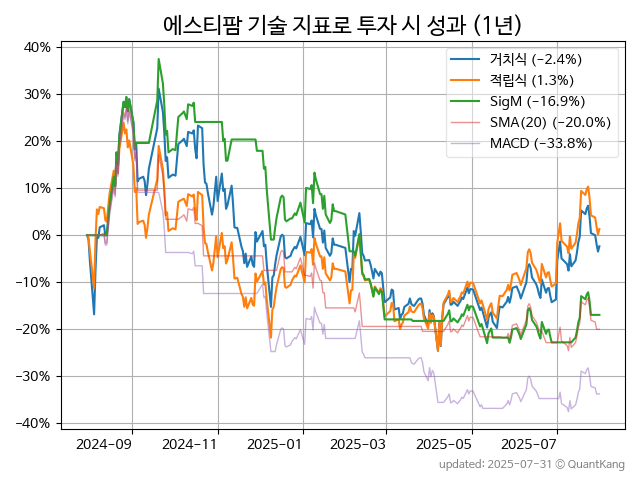 에스티팜 기술 지표로 투자 시 성과 (1년)
40%
30%
20%
10%
0%
−10%
−20%
−30%
−40%
거치식 (−2.4%)
적립식 (1.3%)
SigM (−16.9%)
SMA(20) (−20.0%)
MACD (−33.8%)
2024-09
2024-11
2025-01
2025-03
2025-05
2025-07
updated: 2025-07-31 © QuantKang